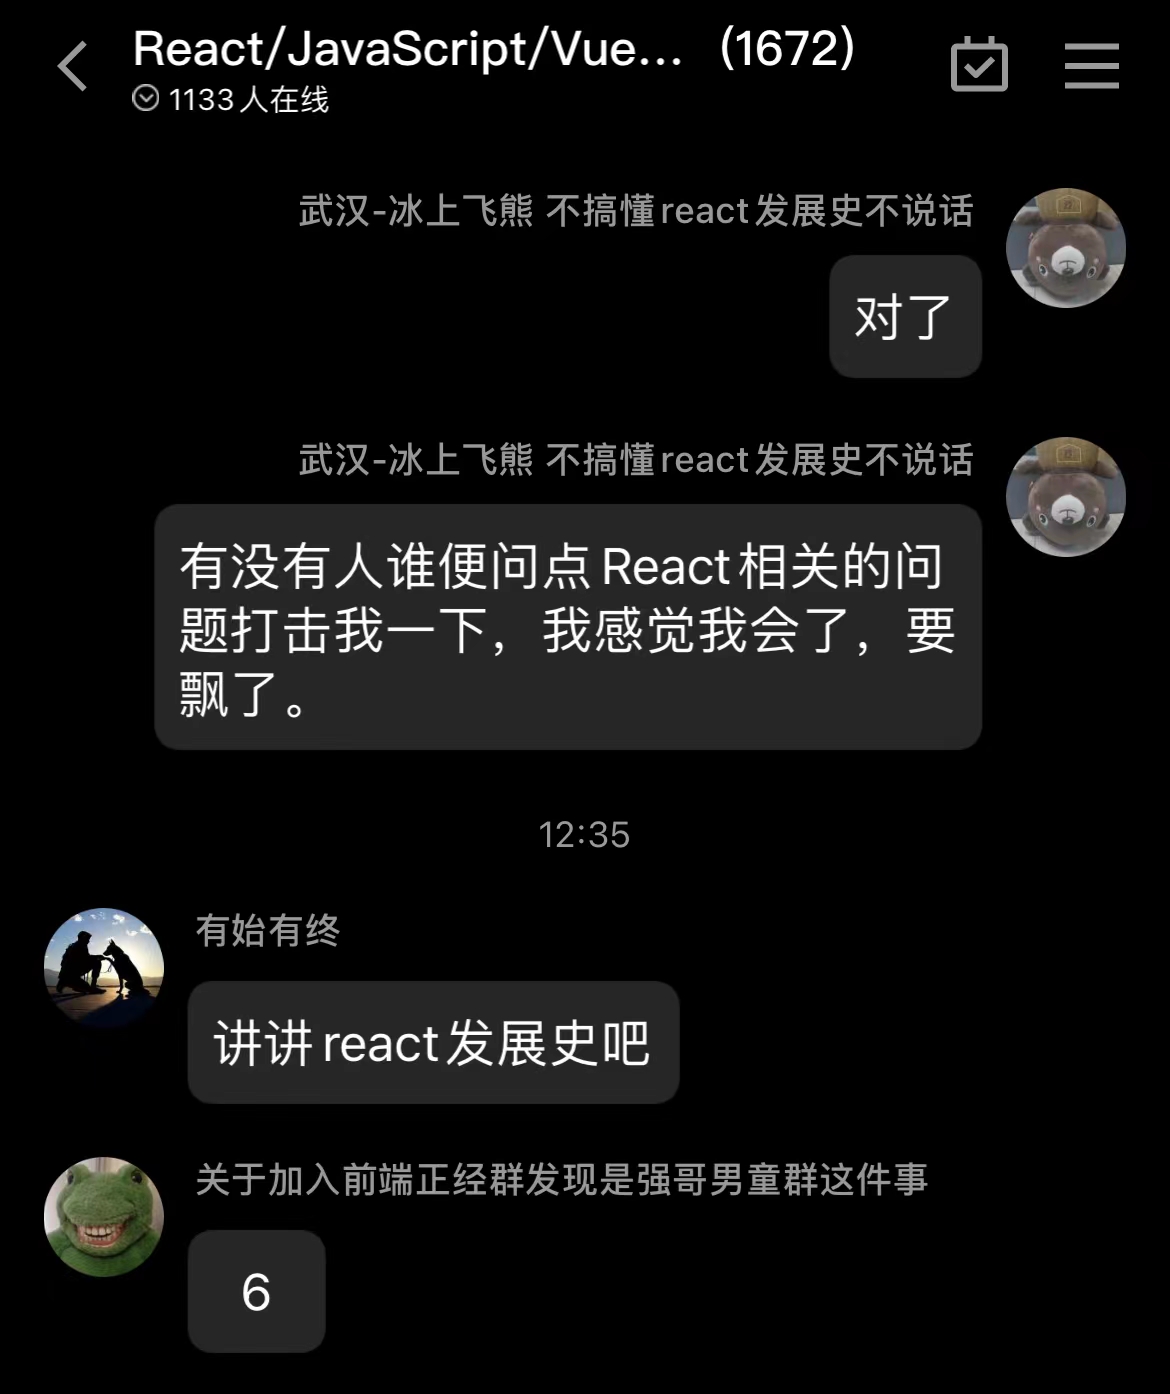 React/JavaScript/Vue... (1672)
1133人在线
武汉-冰上飞熊 不搞懂react发展史不说话
对了
武汉-冰上飞熊 不搞懂react发展史不说话
有没有人谁便问点React相关的问
题打击我一下，我感觉我会了，要
飘了。
12:35
有始有终
讲讲react发展史吧
关于加入前端正经群发现是强哥男童群这件事
6